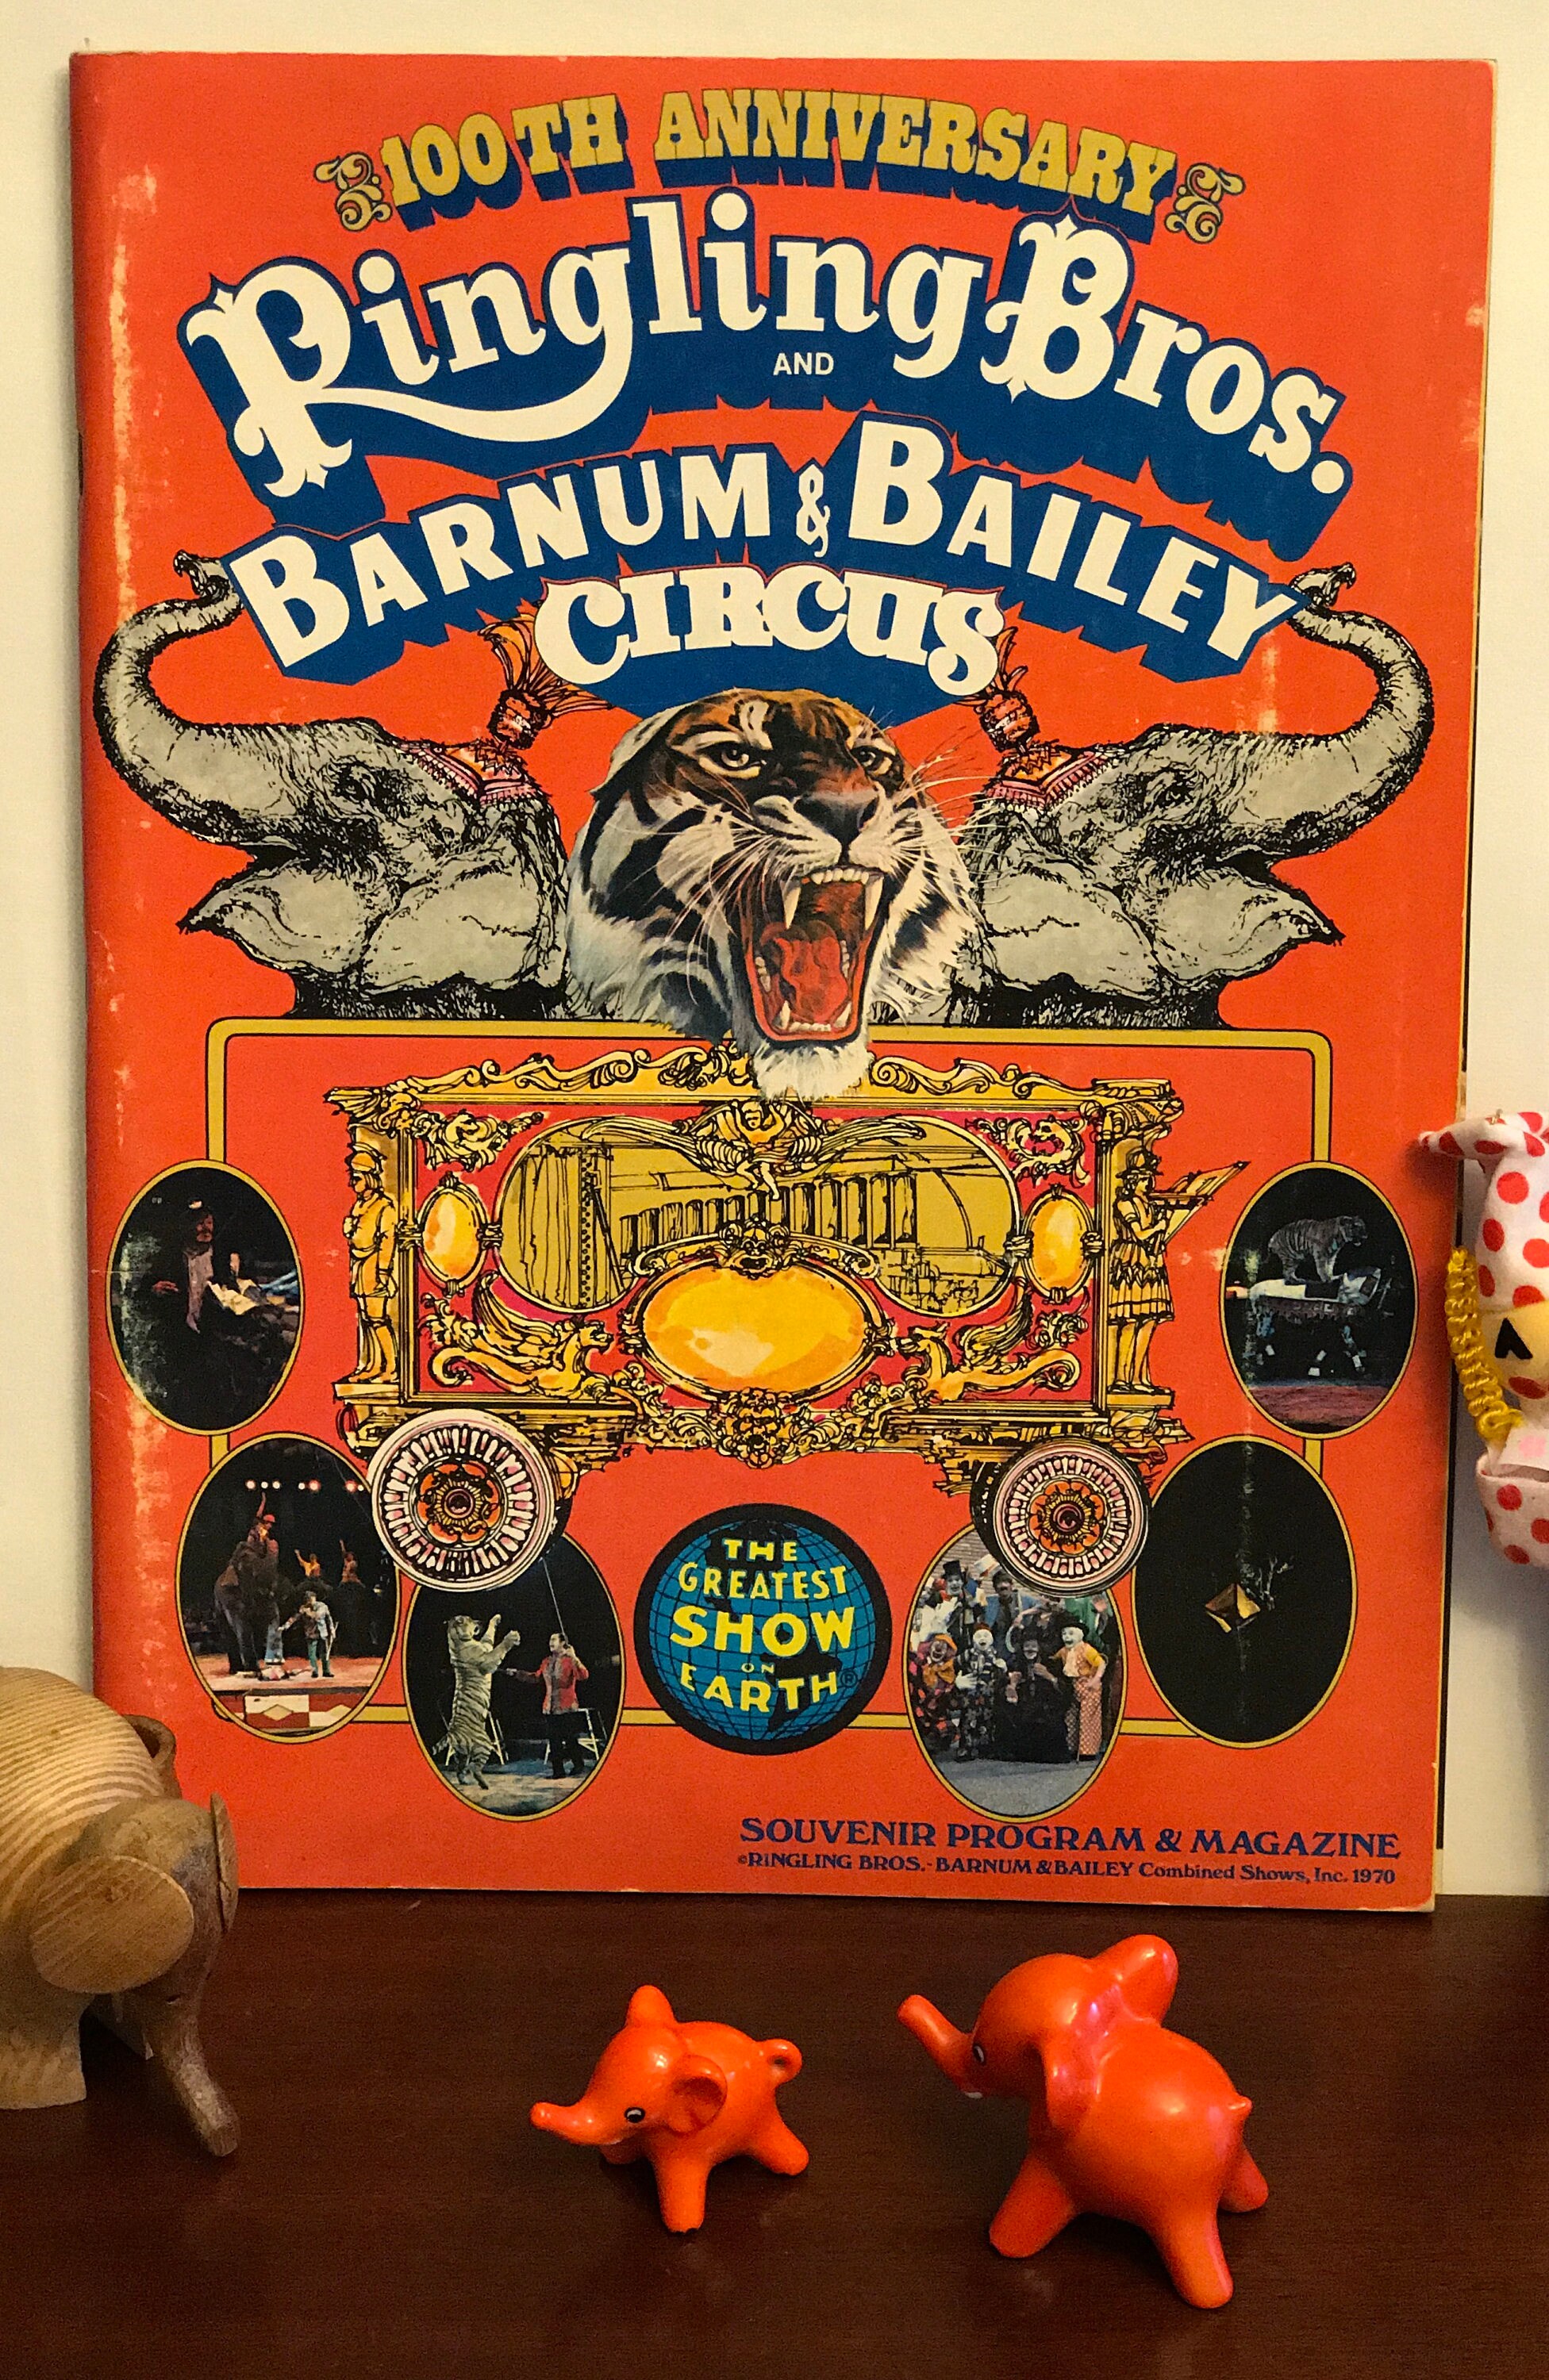 100TH ANNIVERSARY
Ringling Bros.
AND
BARNUM & BAILEY
CIRCUS
THE
GREATEST
SHOW
ON
EARTH®
SOUVENIR PROGRAM & MAGAZINE
©RINGLING BROS.-BARNUM & BAILEY Combined Shows, Inc. 1970